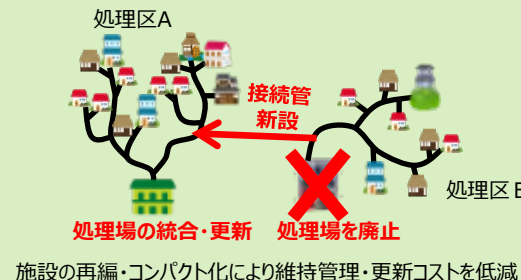 処理区A
接続管
新設
処理区B
処理場の統合・更新
処理場を廃止
施設の再編・コンパクト化により維持管理・更新コストを低減